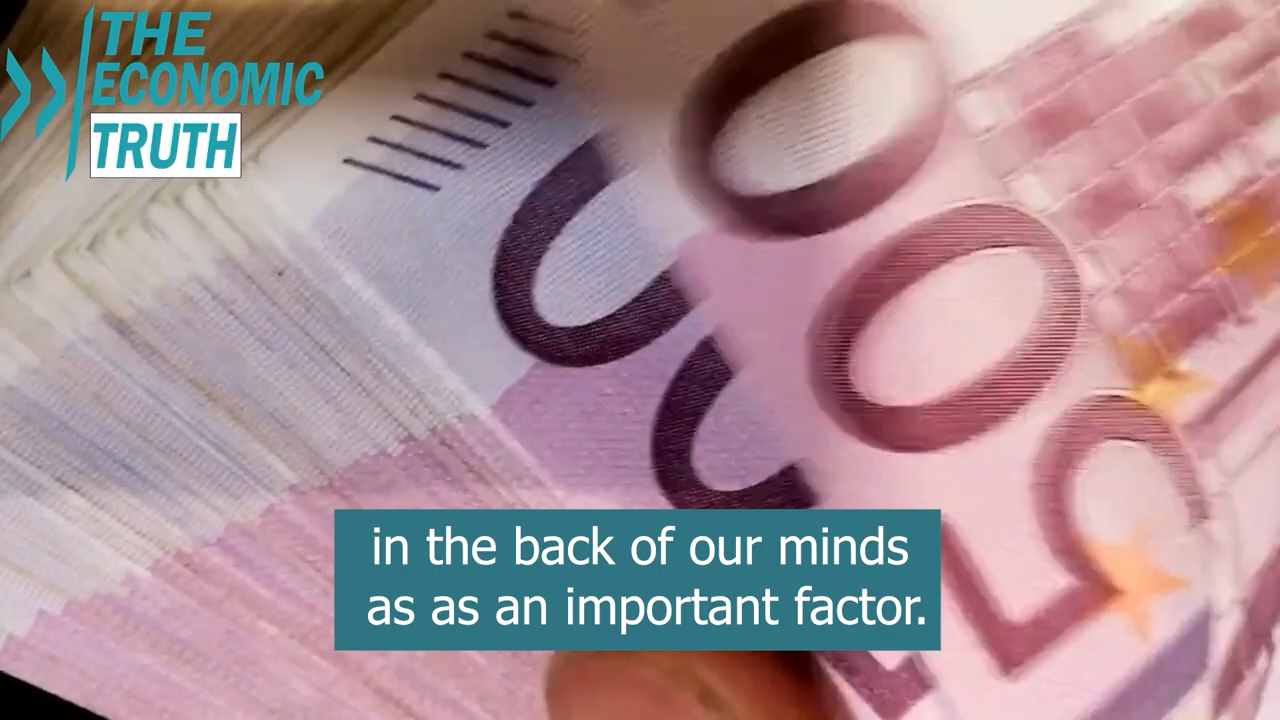 THE
ECONOMIC
TRUTH
500
in the back of our minds
as as an important factor.